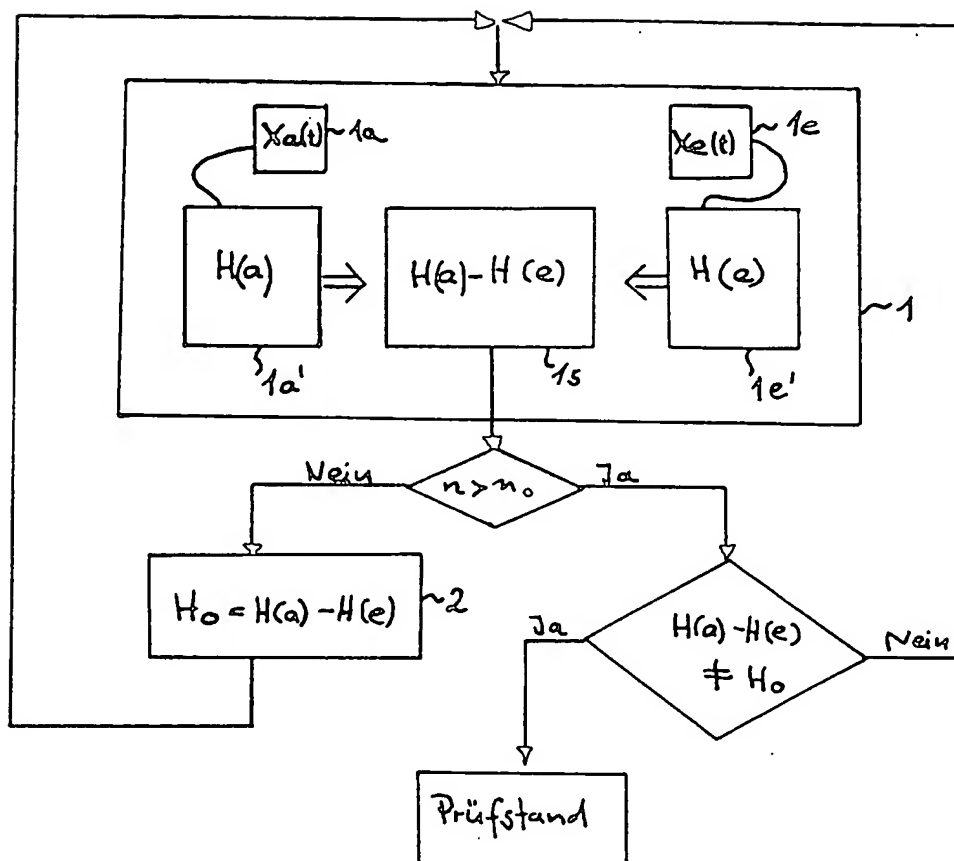 Xa(t)
1a
Xe(t)
1e
H(a)
H(a)-H(e)
H(e)
1
1a'
1s
1e'
Nein
n>n₀
Ja
H₀ = H(a)-H(e)
2
Ja
H(a)-H(e)
≠ H₀
Nein
Prüfstand